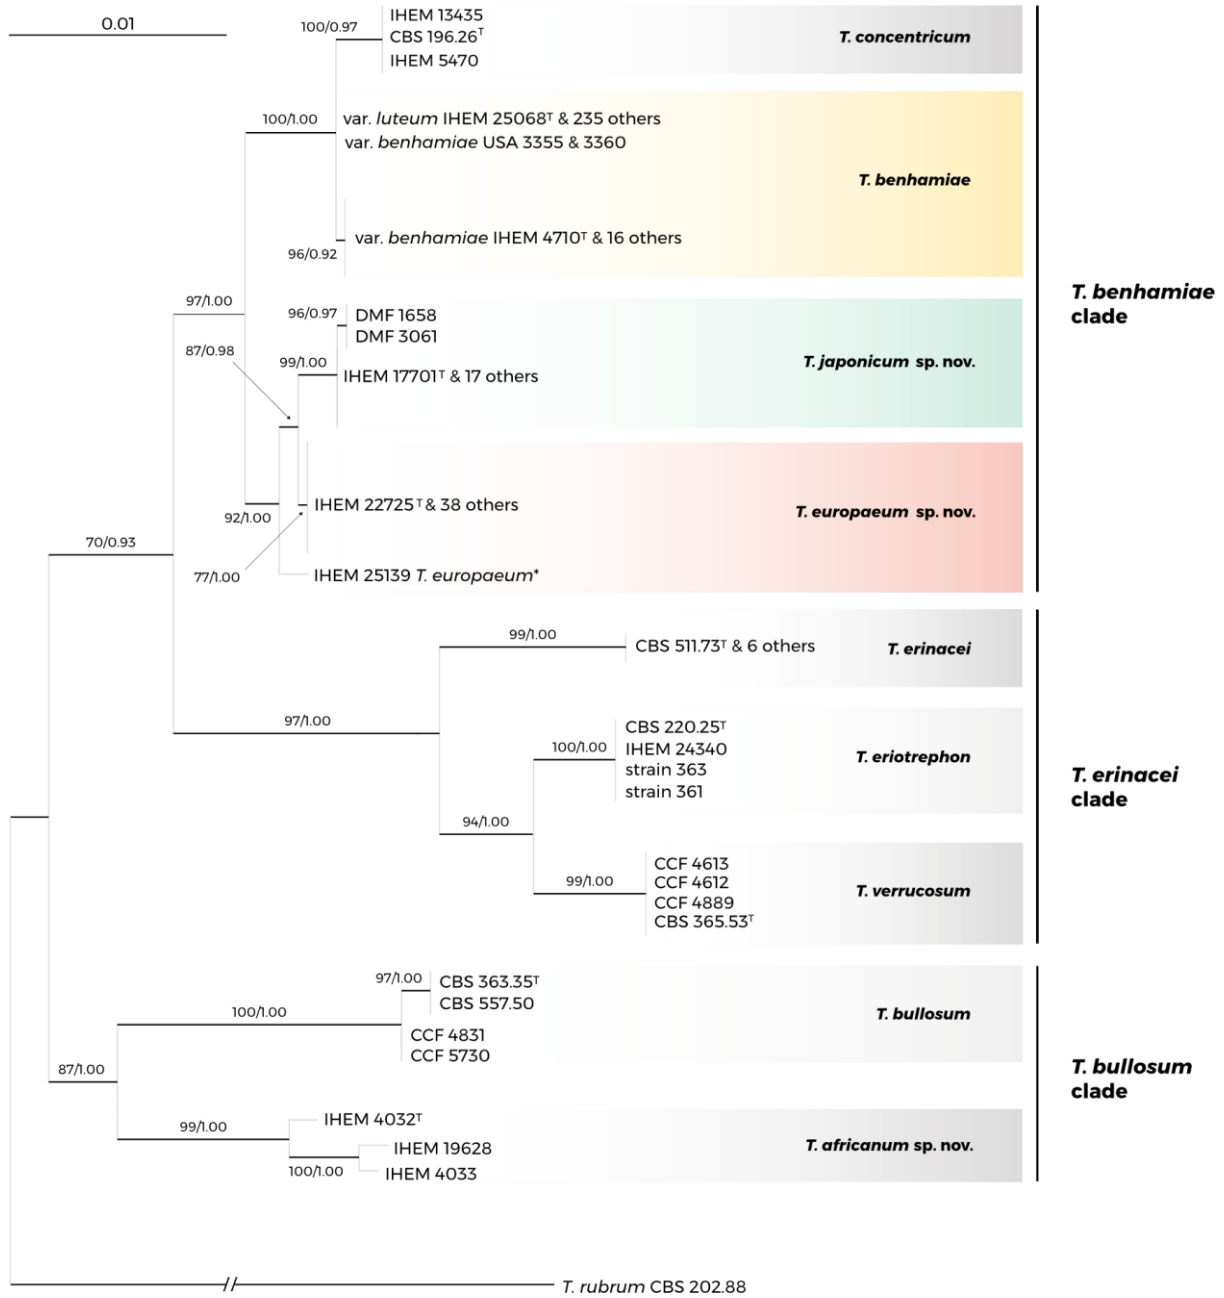 0.01
100/0.97
IHEM 13435
CBS 196.26ᵀ
IHEM 5470
T. concentricum
100/1.00
var. luteum IHEM 25068ᵀ & 235 others
var. benhamiae USA 3355 & 3360
T. benhamiae
var. benhamiae IHEM 4710ᵀ & 16 others
96/0.92
T. benhamiae
clade
97/1.00
96/0.97
DMF 1658
DMF 3061
87/0.98
99/1.00
IHEM 17701ᵀ & 17 others
T. japonicum sp. nov.
IHEM 22725ᵀ & 38 others
T. europaeum sp. nov.
92/1.00
77/1.00
IHEM 25139 T. europaeum*
70/0.93
99/1.00
CBS 511.73ᵀ & 6 others
T. erinacei
97/1.00
100/1.00
CBS 220.25ᵀ
IHEM 24340
strain 363
strain 361
T. eriotrephon
T. erinacei
clade
94/1.00
99/1.00
CCF 4613
CCF 4612
CCF 4889
CBS 365.53ᵀ
T. verrucosum
97/1.00
CBS 363.35ᵀ
CBS 557.50
100/1.00
CCF 4831
CCF 5730
T. bullosum
87/1.00
T. bullosum
clade
99/1.00
IHEM 4032ᵀ
IHEM 19628
100/1.00
IHEM 4033
T. africanum sp. nov.
T. rubrum CBS 202.88